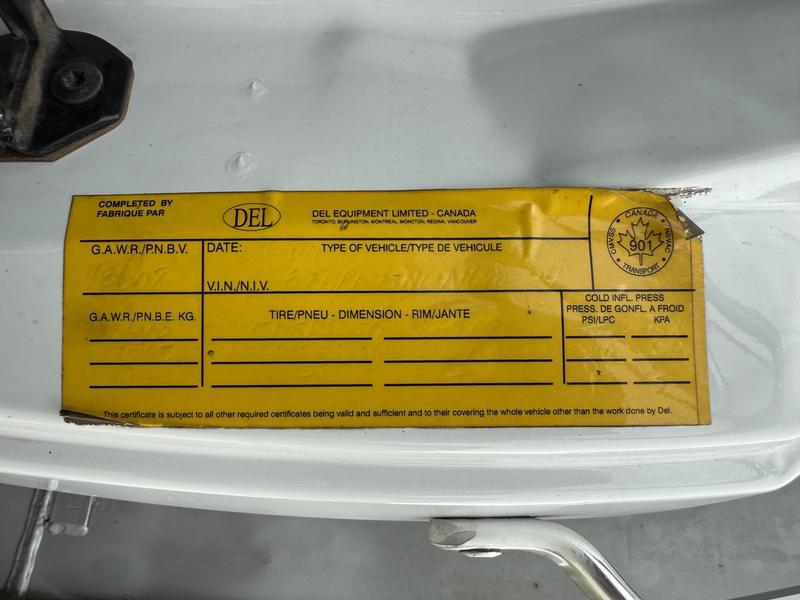 COMPLETED BY
FABRIQUE PAR
DEL
DEL EQUIPMENT LIMITED - CANADA
TORONTO, BURLINGTON, MONTREAL, MONCTON, REGINA, VANCOUVER
CANADA
CMVSS/
NSVAC
901
TRANSPORT
G.A.W.R./P.N.B.V.
DATE:
TYPE OF VEHICLE/TYPE DE VEHICULE
V.I.N./N.I.V.
G.A.W.R./P.N.B.E. KG.
TIRE/PNEU - DIMENSION - RIM/JANTE
COLD INFL. PRESS
PRESS. DE GONFL. A FROID
PSI/LPC KPA
This certificate is subject to all other required certificates being valid and sufficient and to their covering the whole vehicle other than the work done by Del.